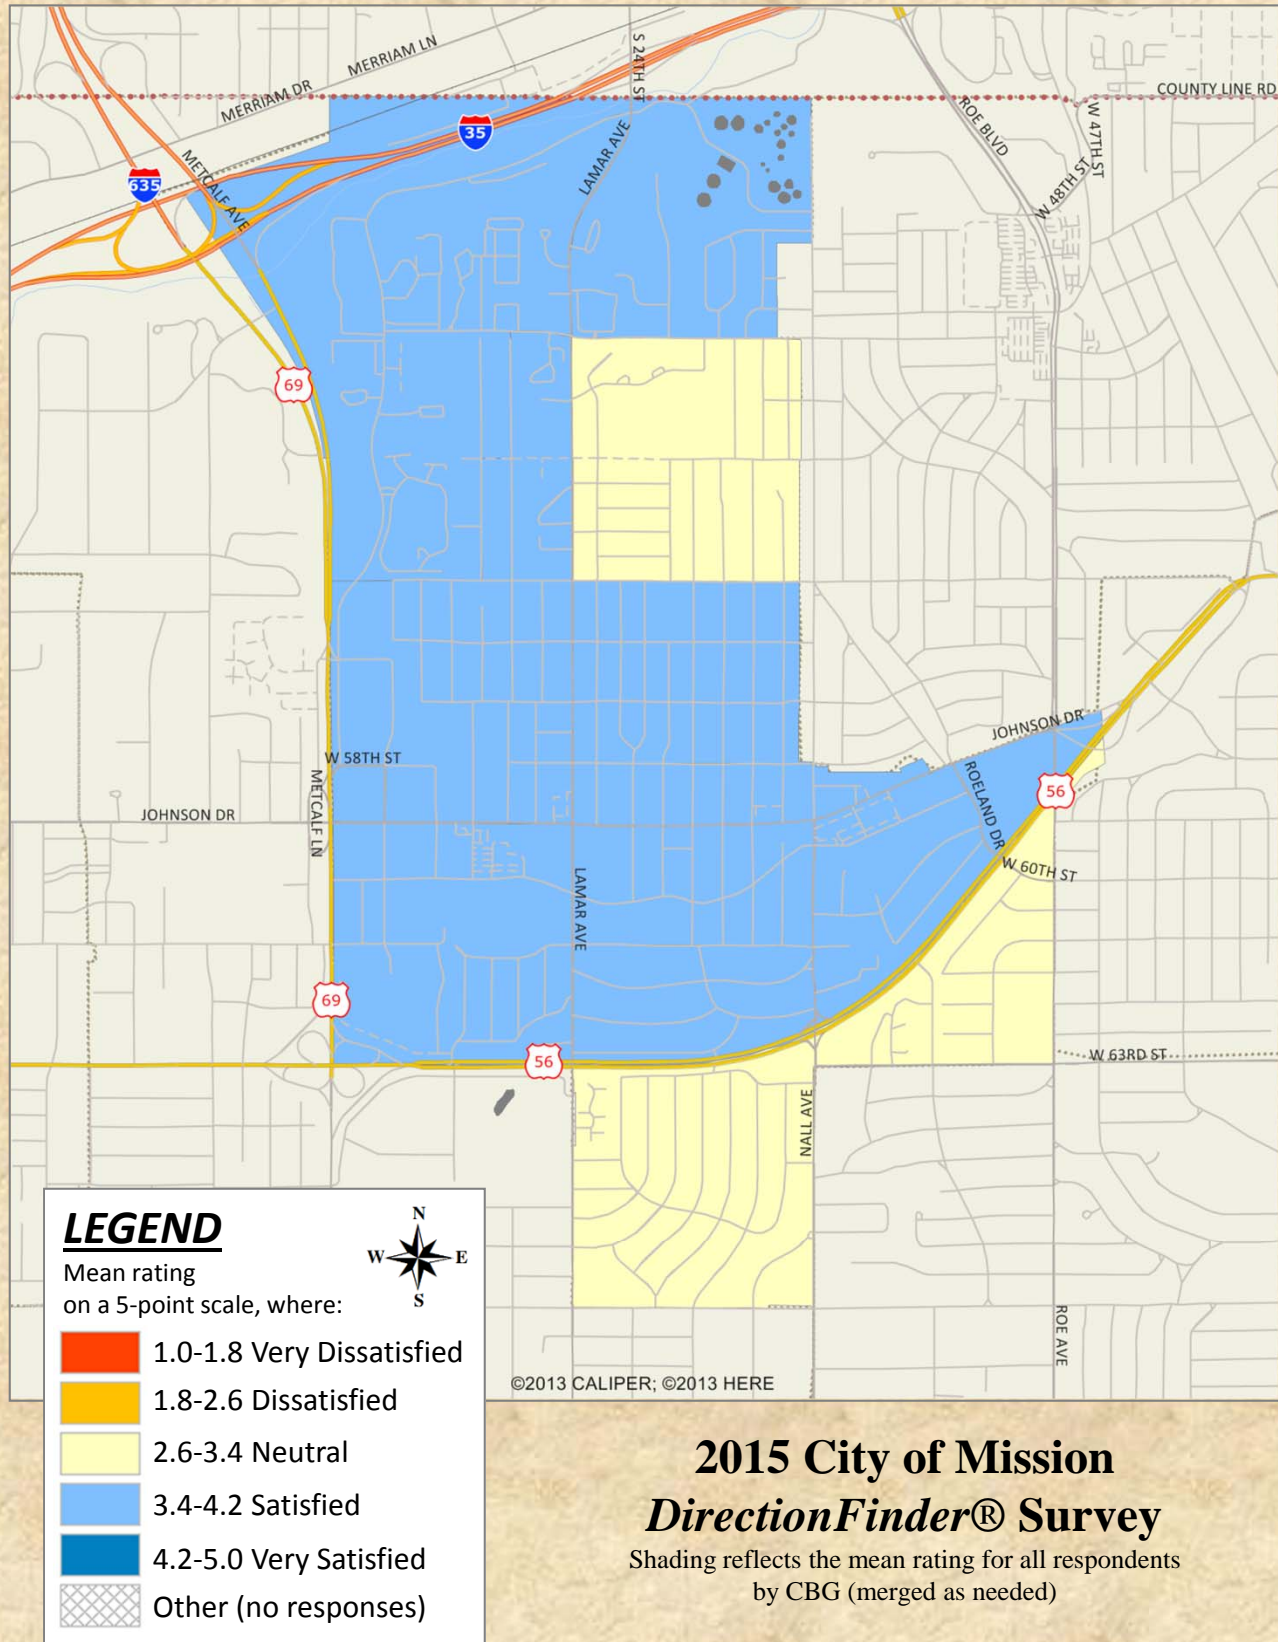 MERRIAM LN
S 24TH ST
MERRIAM DR
COUNTY LINE RD
35
LAMAR AVE
ROE BLVD
W 47TH ST
W 48TH ST
635
METCALF AVE
69
JOHNSON DR
W 58TH ST
ROELAND DR
56
METCALF LN
JOHNSON DR
W 60TH ST
LAMAR AVE
69
56
W 63RD ST
NALL AVE
ROE AVE
©2013 CALIPER; ©2013 HERE
LEGEND
N
W E
S
Mean rating
on a 5-point scale, where:
1.0-1.8 Very Dissatisfied
1.8-2.6 Dissatisfied
2.6-3.4 Neutral
3.4-4.2 Satisfied
4.2-5.0 Very Satisfied
Other (no responses)
2015 City of Mission
DirectionFinder® Survey
Shading reflects the mean rating for all respondents
by CBG (merged as needed)